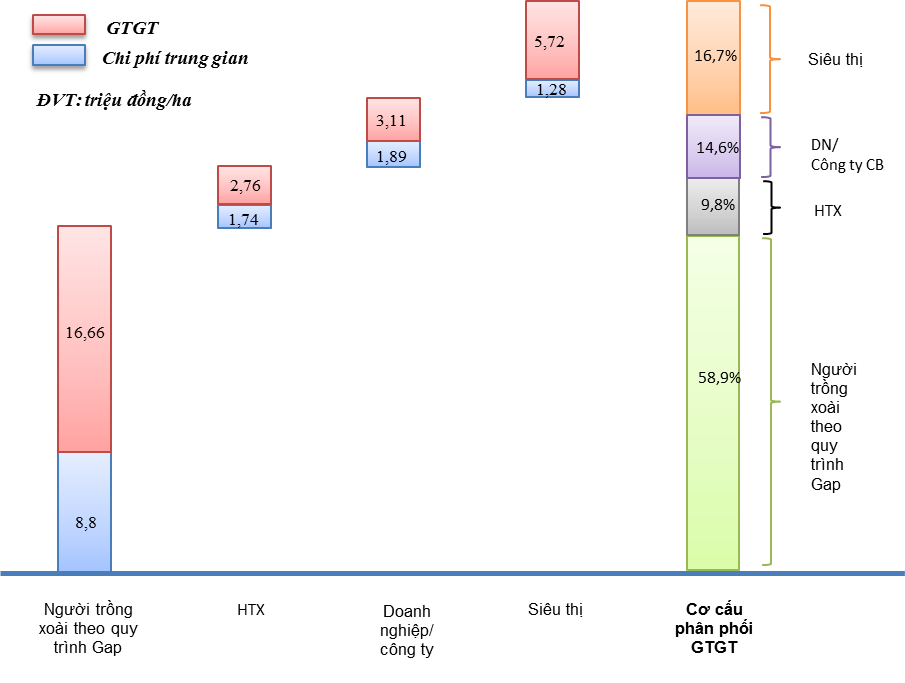 GTGT
Chi phí trung gian
ĐVT: triệu đồng/ha
5,72
1,28
3,11
1,89
2,76
1,74
16,66
8,8
16,7%
14,6%
9,8%
58,9%
Siêu thị
DN/
Công ty CB
HTX
Người
trồng
xoài
theo
quy
trình
Gap
Người trồng
xoài theo quy
trình Gap
HTX
Doanh
nghiệp/
công ty
Siêu thị
Cơ cấu
phân phối
GTGT